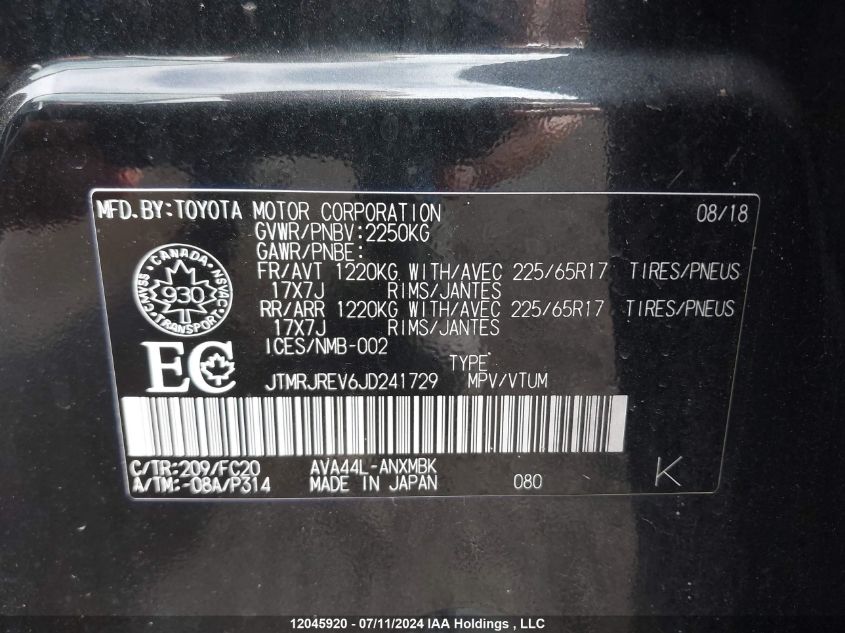 MFD.BY:TOYOTA MOTOR CORPORATION 08/18
GVWR/PNBV:2250KG
GAWR/PNBE:
FR/AVT 1220KG WITH/AVEC 225/65R17 TIRES/PNEUS
17X7J RIMS/JANTES
RR/ARR 1220KG WITH/AVEC 225/65R17 TIRES/PNEUS
17X7J RIMS/JANTES
CANADA
CMVSS NSVAC
930
TRANSPORT
ICES/NMB-002
EC
TYPE
JTMRJREV6JD241729 MPV/VTUM
C/TR:209/FC20 AVA44L-ANXMBK
A/TM:-08A/P314 MADE IN JAPAN 080 K
12045920 - 07/11/2024 IAA Holdings , LLC